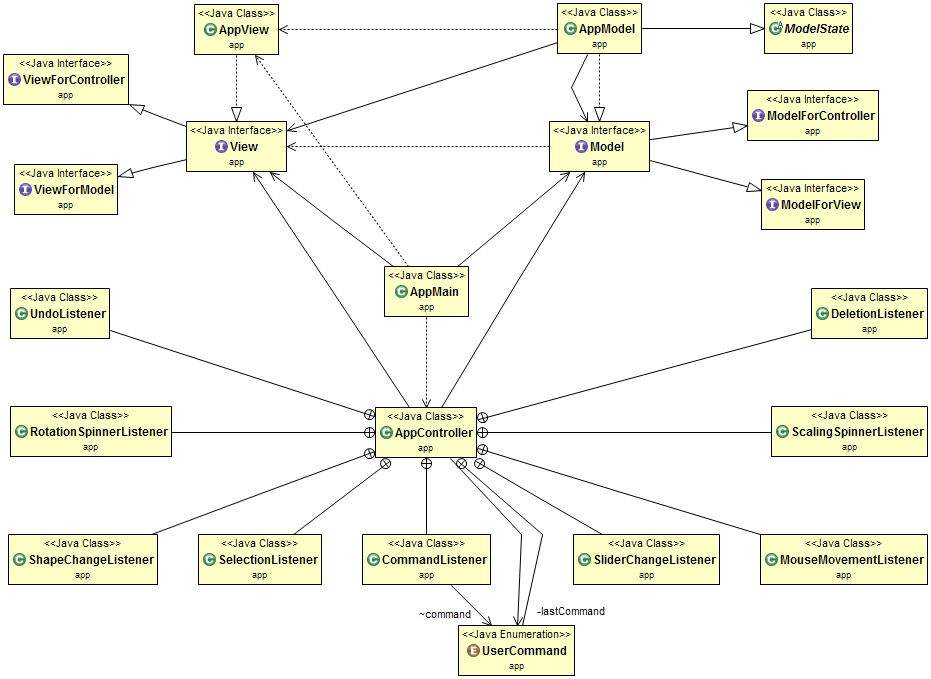 <<Java Class>>
AppView
app
<<Java Class>>
AppModel
app
<<Java Class>>
ModelState
app
<<Java Interface>>
ViewForController
app
<<Java Interface>>
ModelForController
app
<<Java Interface>>
View
app
<<Java Interface>>
Model
app
<<Java Interface>>
ViewForModel
app
<<Java Interface>>
ModelForView
app
<<Java Class>>
AppMain
app
<<Java Class>>
UndoListener
app
<<Java Class>>
DeletionListener
app
<<Java Class>>
RotationSpinnerListener
app
<<Java Class>>
AppController
app
<<Java Class>>
ScalingSpinnerListener
app
<<Java Class>>
ShapeChangeListener
app
<<Java Class>>
SelectionListener
app
<<Java Class>>
CommandListener
app
<<Java Class>>
SliderChangeListener
app
<<Java Class>>
MouseMovementListener
app
~command
-lastCommand
<<Java Enumeration>>
UserCommand
app